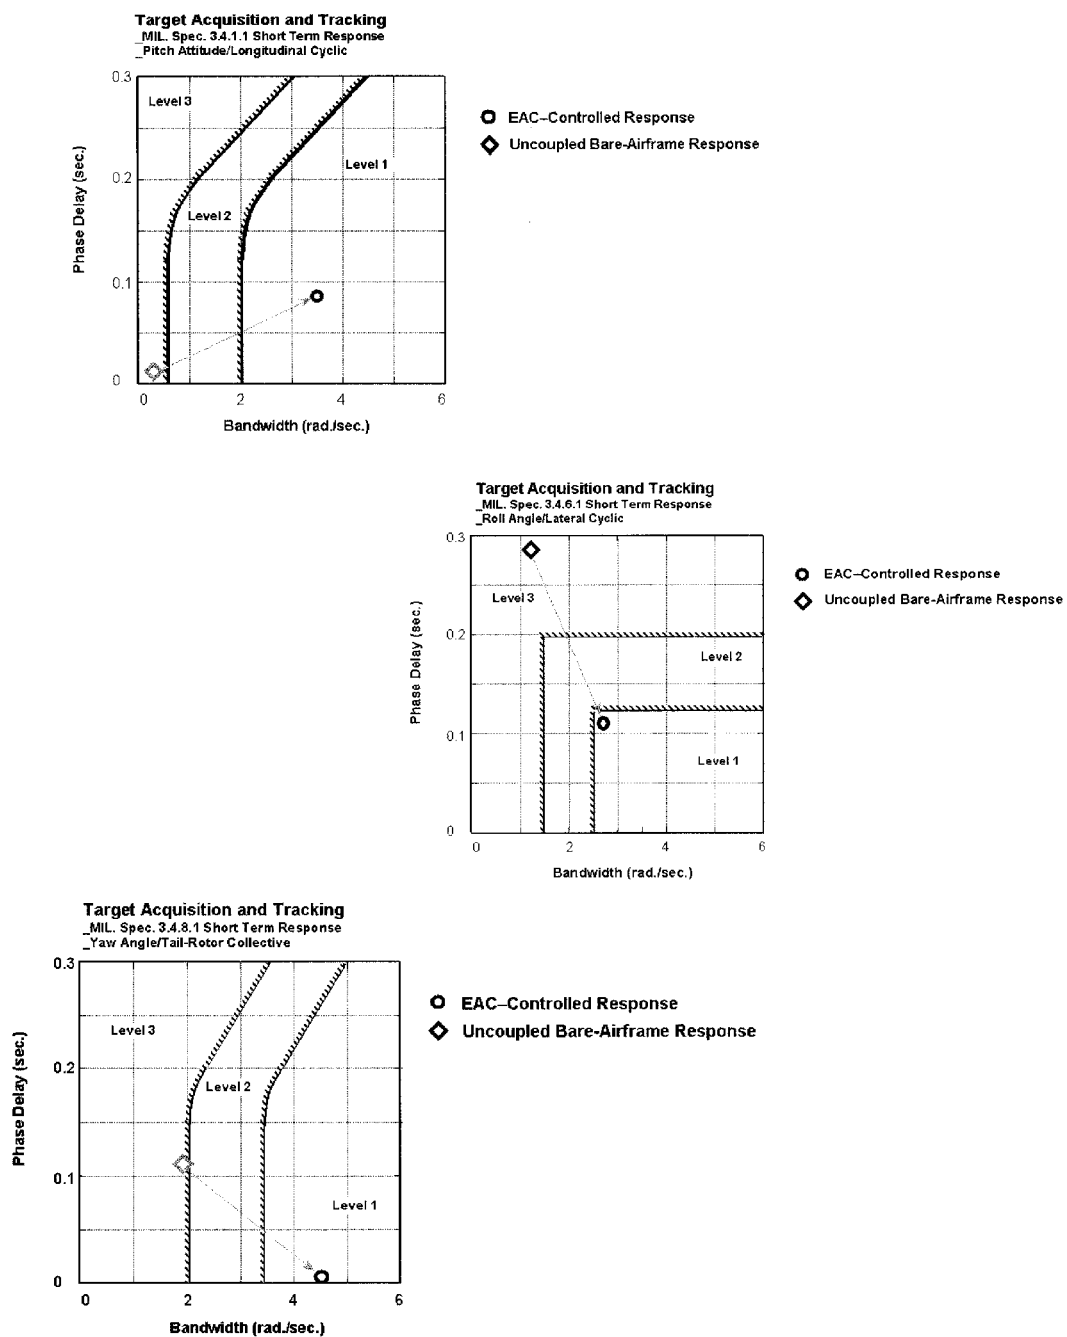 Target Acquisition and Tracking
_MIL. Spec. 3.4.1.1 Short Term Response
_Pitch Attitude/Longitudinal Cyclic
0.3
Level 3
EAC–Controlled Response
Uncoupled Bare-Airframe Response
Level 1
0.2
Level 2
Phase Delay (sec.)
0.1
0
0 2 4 6
Bandwidth (rad./sec.)
Target Acquisition and Tracking
_MIL. Spec. 3.4.6.1 Short Term Response
_Roll Angle/Lateral Cyclic
0.3
EAC–Controlled Response
Level 3
Uncoupled Bare-Airframe Response
0.2
Level 2
Phase Delay (sec.)
0.1
Level 1
0
0 2 4 6
Bandwidth (rad./sec.)
Target Acquisition and Tracking
_MIL. Spec. 3.4.8.1 Short Term Response
_Yaw Angle/Tail-Rotor Collective
0.3
EAC–Controlled Response
Level 3
Uncoupled Bare-Airframe Response
0.2
Level 2
Phase Delay (sec.)
0.1
Level 1
0
0 2 4 6
Bandwidth (rad./sec.)